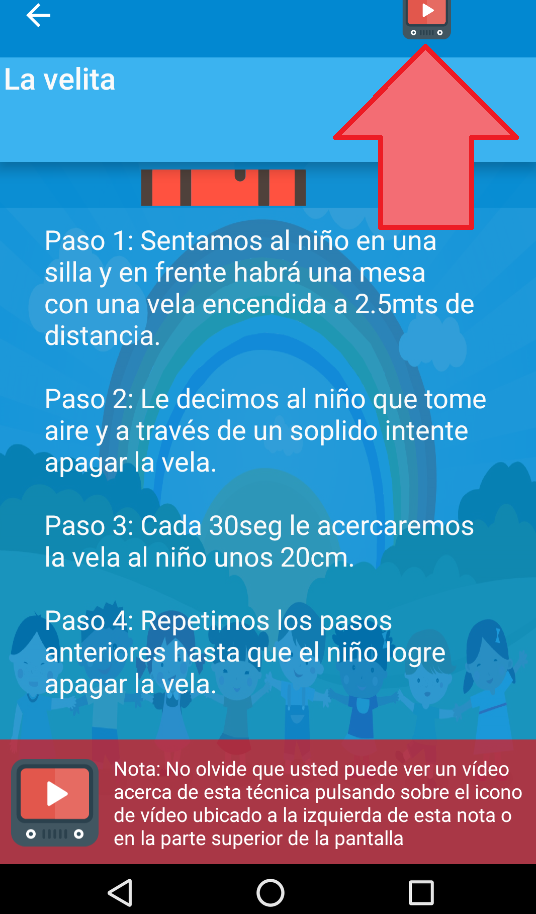 La velita
Paso 1: Sentamos al niño en una
silla y en frente habrá una mesa
con una vela encendida a 2.5mts de
distancia.
Paso 2: Le decimos al niño que tome
aire y a través de un soplido intente
apagar la vela.
Paso 3: Cada 30seg le acercaremos
la vela al niño unos 20cm.
Paso 4: Repetimos los pasos
anteriores hasta que el niño logre
apagar la vela.
Nota: No olvide que usted puede ver un vídeo
acerca de esta técnica pulsando sobre el icono
de vídeo ubicado a la izquierda de esta nota o
en la parte superior de la pantalla